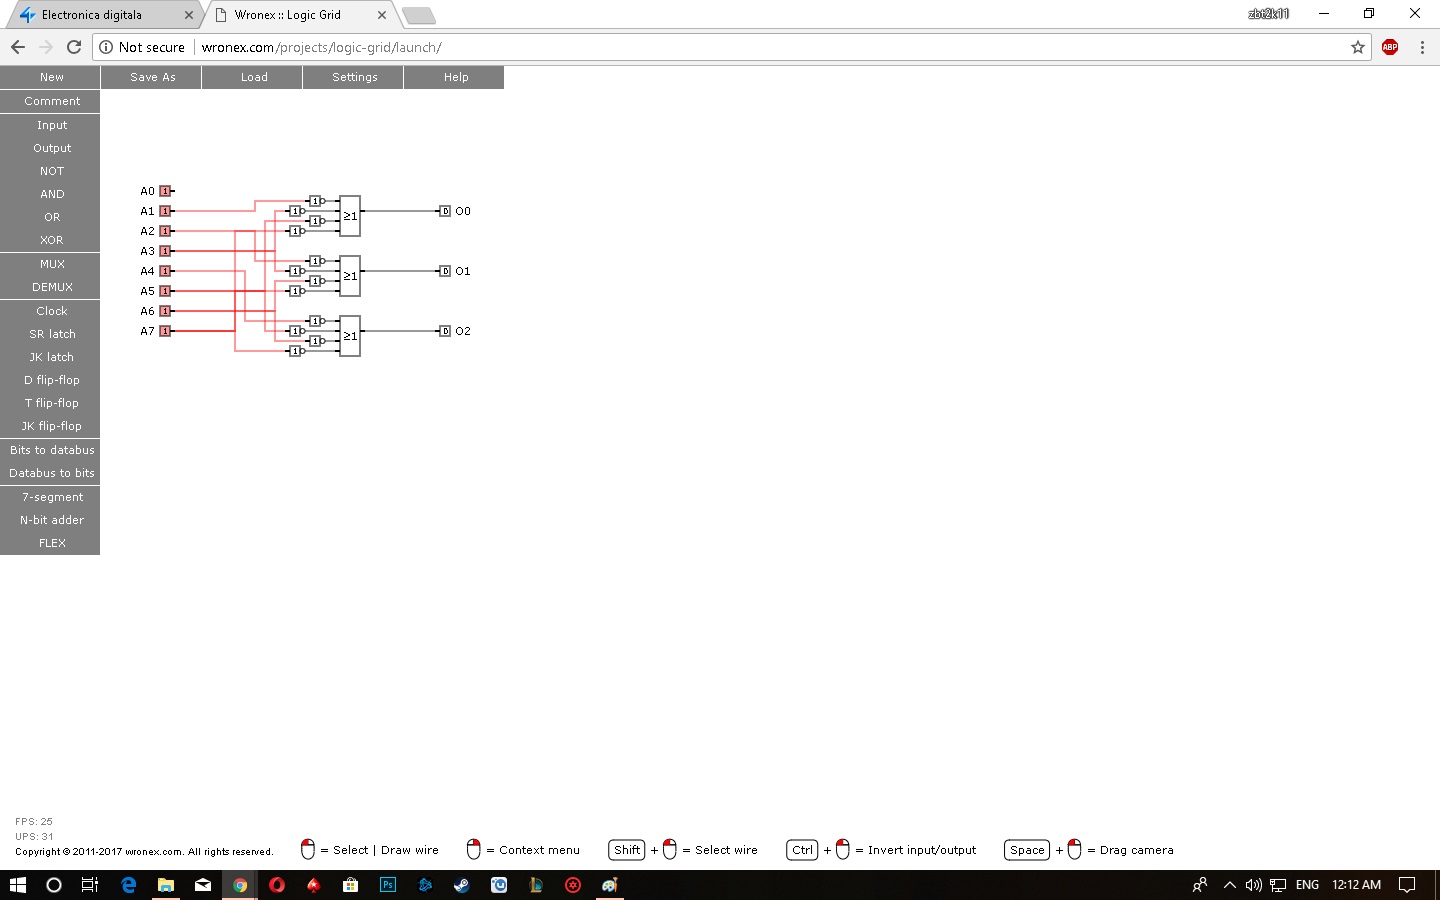 Electronica digitala
Wronex :: Logic Grid
zbt2k11
Not secure
wronex.com/projects/logic-grid/launch/
ABP
New
Save As
Load
Settings
Help
Comment
Input
Output
NOT
AND
OR
XOR
MUX
DEMUX
Clock
SR latch
JK latch
D flip-flop
T flip-flop
JK flip-flop
Bits to databus
Databus to bits
7-segment
N-bit adder
FLEX
A0 1
A1 1
A2 1
A3 1
A4 1
A5 1
A6 1
A7 1
1
1
1
1
≥1
0 O0
1
1
1
1
≥1
0 O1
1
1
1
1
≥1
0 O2
FPS: 25
UPS: 31
Copyright © 2011-2017 wronex.com. All rights reserved.
= Select | Draw wire
= Context menu
Shift + = Select wire
Ctrl + = Invert input/output
Space + = Drag camera
Ps
ENG
12:12 AM